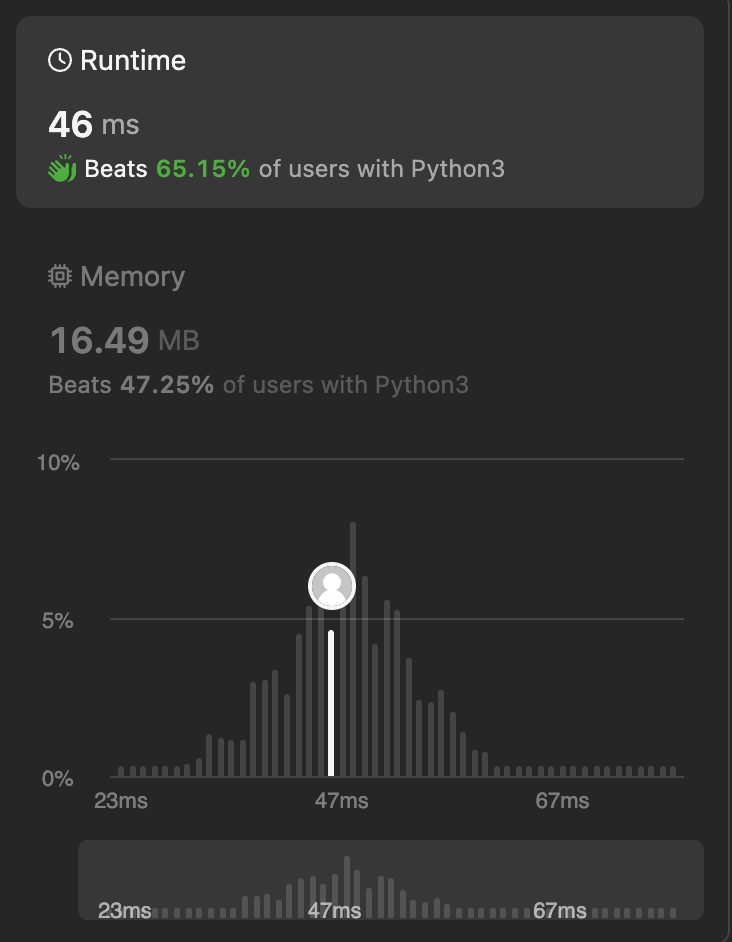 Runtime
46 ms
Beats 65.15% of users with Python3
Memory
16.49 MB
Beats 47.25% of users with Python3
10%
5%
0%
23ms 47ms 67ms
23ms 47ms 67ms